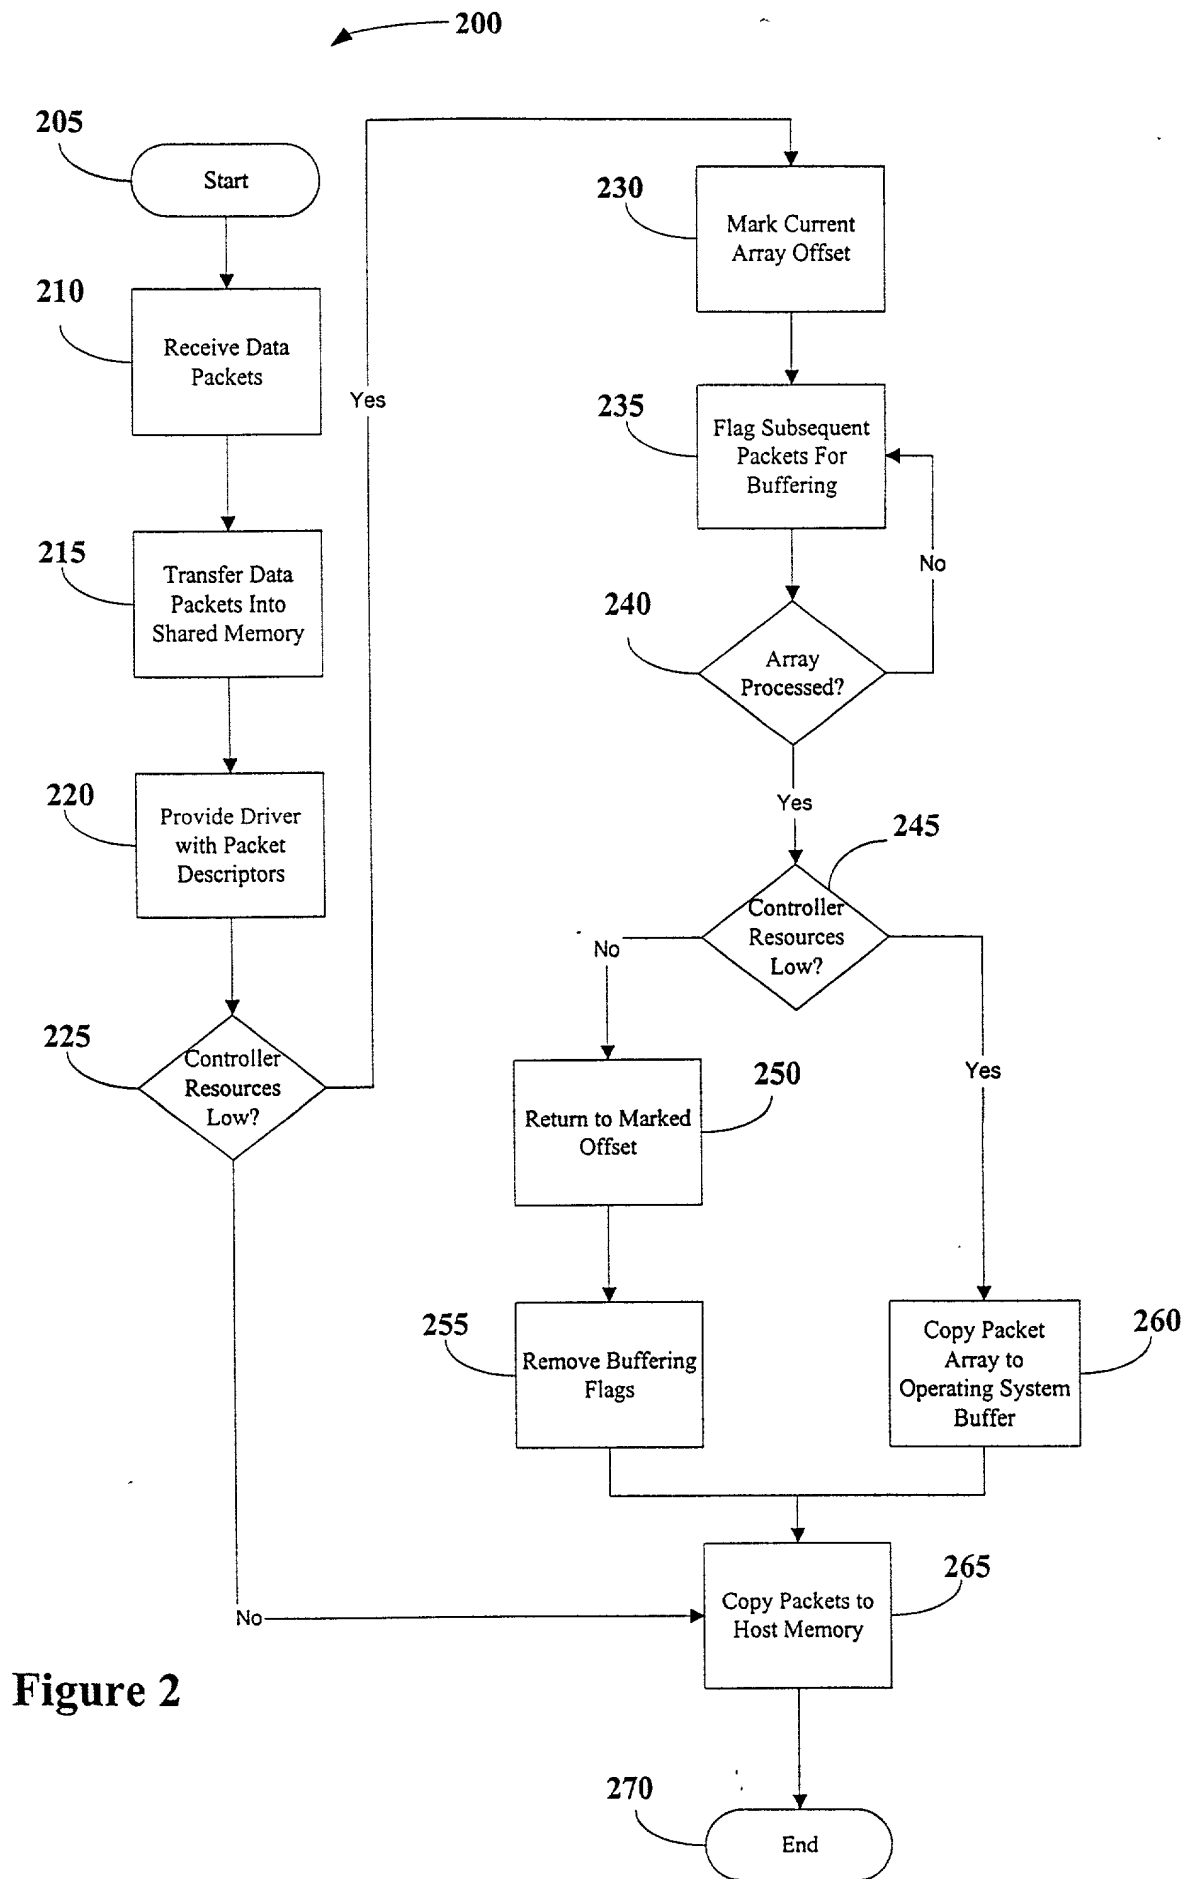 200
205
Start
210
Receive Data
Packets
215
Transfer Data
Packets Into
Shared Memory
220
Provide Driver
with Packet
Descriptors
225
Controller
Resources
Low?
Yes
No
230
Mark Current
Array Offset
235
Flag Subsequent
Packets For
Buffering
No
240
Array
Processed?
Yes
245
Controller
Resources
Low?
No
Yes
250
Return to Marked
Offset
255
Remove Buffering
Flags
260
Copy Packet
Array to
Operating System
Buffer
265
Copy Packets to
Host Memory
270
End
Figure 2